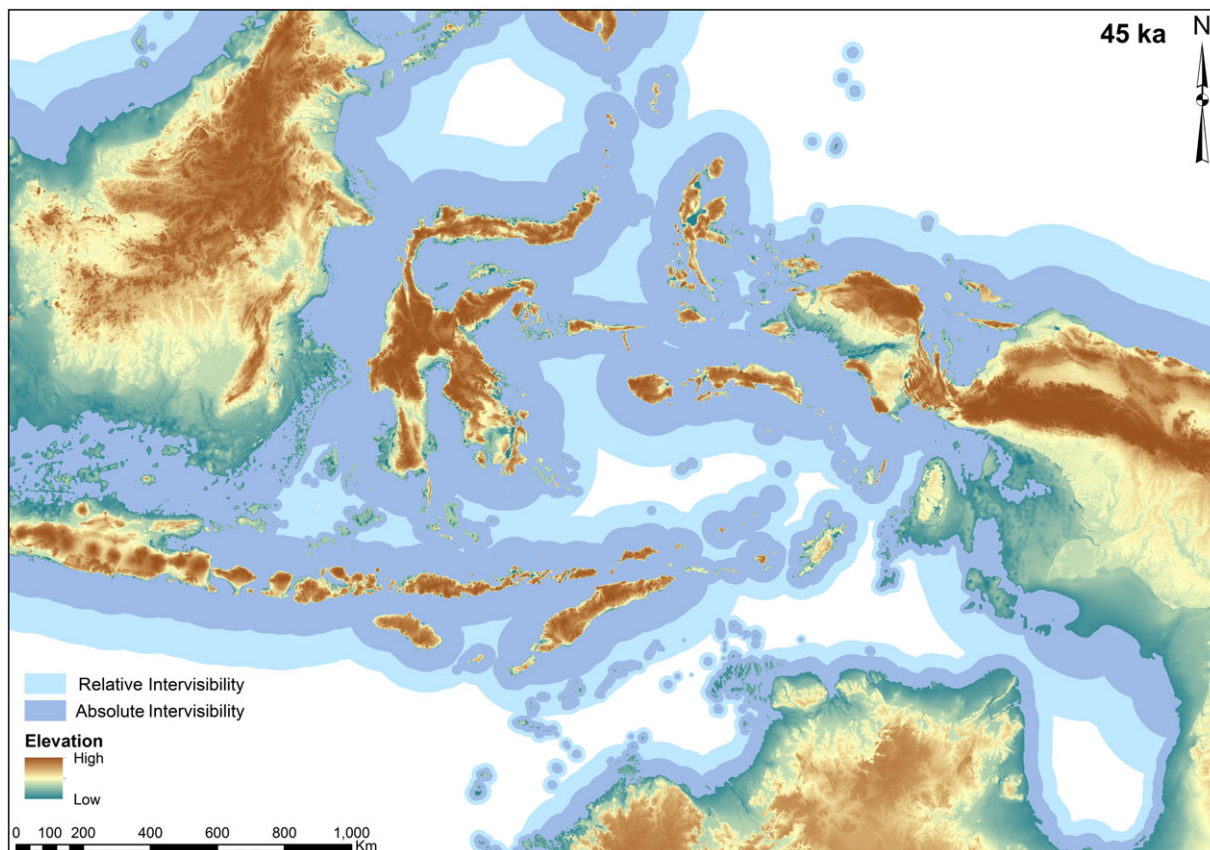 45 ka
N
Relative Intervisibility
Absolute Intervisibility
Elevation
High
Low
0 100 200 400 600 800 1,000
Km